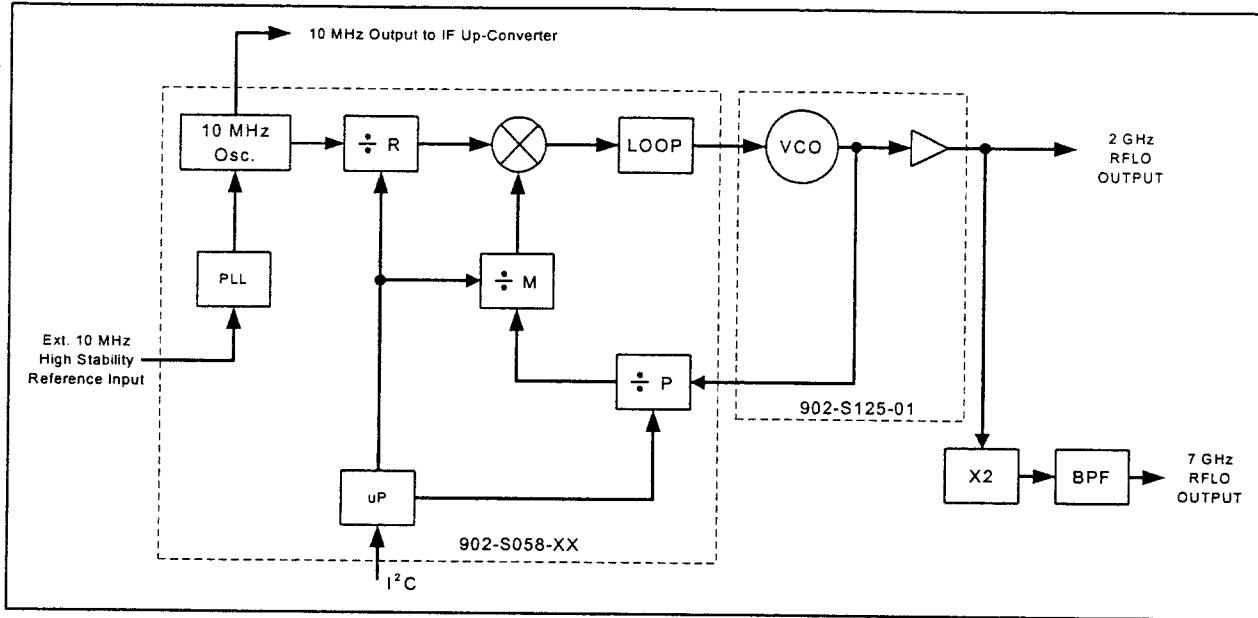 10 MHz Output to IF Up-Converter
10 MHz
Osc.
÷ R
LOOP
VCO
2 GHz
RFLO
OUTPUT
PLL
÷ M
Ext. 10 MHz
High Stability
Reference Input
÷ P
902-S125-01
X2
BPF
7 GHz
RFLO
OUTPUT
uP
902-S058-XX
I²C